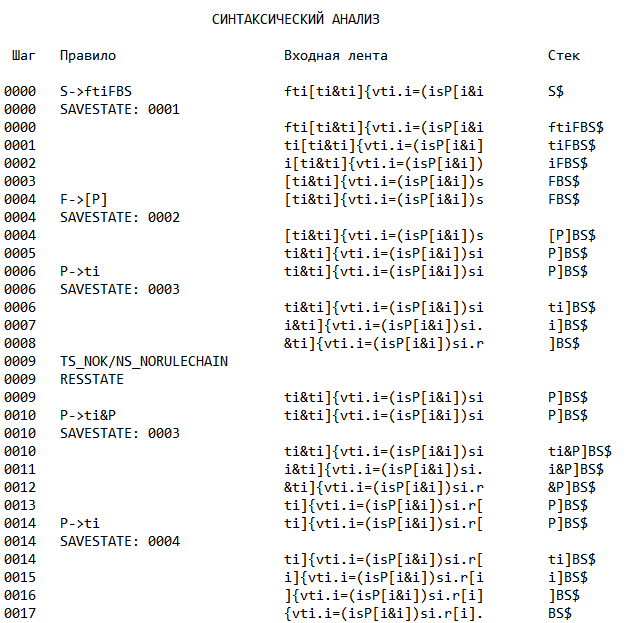 СИНТАКСИЧЕСКИЙ АНАЛИЗ
Шаг Правило Входная лента Стек
0000 S->ftiFBS fti[ti&ti]{vti.i=(isP[i&i S$
0000 SAVESTATE: 0001
0000 fti[ti&ti]{vti.i=(isP[i&i ftiFBS$
0001 ti[ti&ti]{vti.i=(isP[i&i] tiFBS$
0002 i[ti&ti]{vti.i=(isP[i&i]) iFBS$
0003 [ti&ti]{vti.i=(isP[i&i])s FBS$
0004 F->[P] [ti&ti]{vti.i=(isP[i&i])s FBS$
0004 SAVESTATE: 0002
0004 [ti&ti]{vti.i=(isP[i&i])s [P]BS$
0005 ti&ti]{vti.i=(isP[i&i])si P]BS$
0006 P->ti ti&ti]{vti.i=(isP[i&i])si P]BS$
0006 SAVESTATE: 0003
0006 ti&ti]{vti.i=(isP[i&i])si ti]BS$
0007 i&ti]{vti.i=(isP[i&i])si. i]BS$
0008 &ti]{vti.i=(isP[i&i])si.r ]BS$
0009 TS_NOK/NS_NORULECHAIN
0009 RESSTATE
0009 ti&ti]{vti.i=(isP[i&i])si P]BS$
0010 P->ti&P ti&ti]{vti.i=(isP[i&i])si P]BS$
0010 SAVESTATE: 0003
0010 ti&ti]{vti.i=(isP[i&i])si ti&P]BS$
0011 i&ti]{vti.i=(isP[i&i])si. i&P]BS$
0012 &ti]{vti.i=(isP[i&i])si.r &P]BS$
0013 ti]{vti.i=(isP[i&i])si.r[ P]BS$
0014 P->ti ti]{vti.i=(isP[i&i])si.r[ P]BS$
0014 SAVESTATE: 0004
0014 ti]{vti.i=(isP[i&i])si.r[ ti]BS$
0015 i]{vti.i=(isP[i&i])si.r[i i]BS$
0016 ]{vti.i=(isP[i&i])si.r[i] ]BS$
0017 {vti.i=(isP[i&i])si.r[i]. BS$